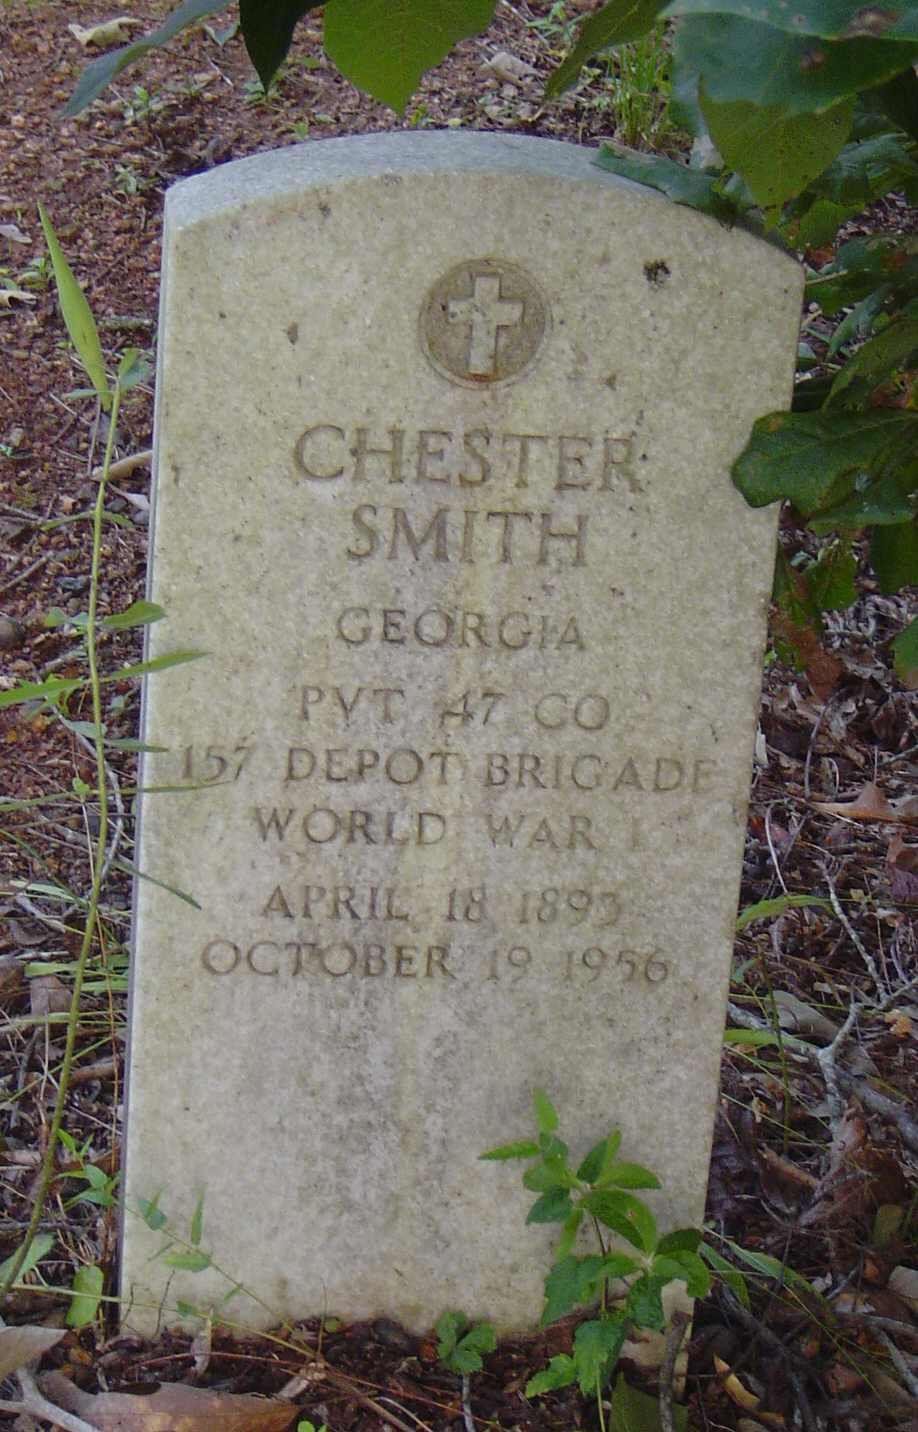 CHESTER
SMITH
GEORGIA
PVT 47 CO
157 DEPOT BRIGADE
WORLD WAR I
APRIL 18 1893
OCTOBER 19 1956